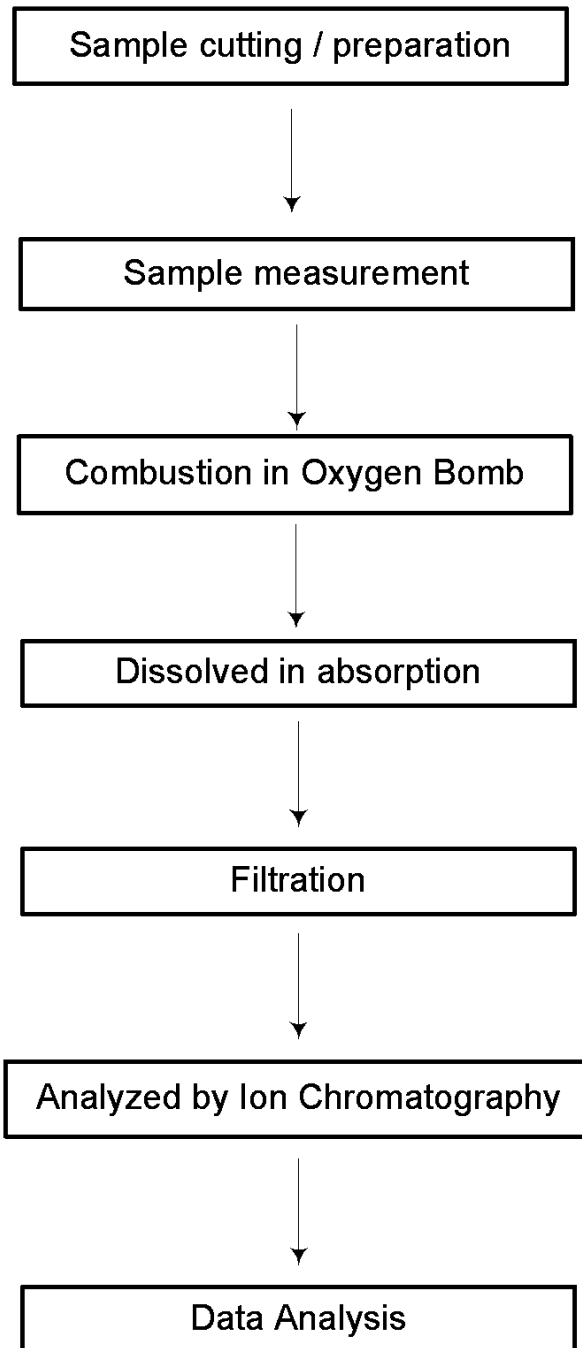 Sample cutting / preparation
Sample measurement
Combustion in Oxygen Bomb
Dissolved in absorption
Filtration
Analyzed by Ion Chromatography
Data Analysis